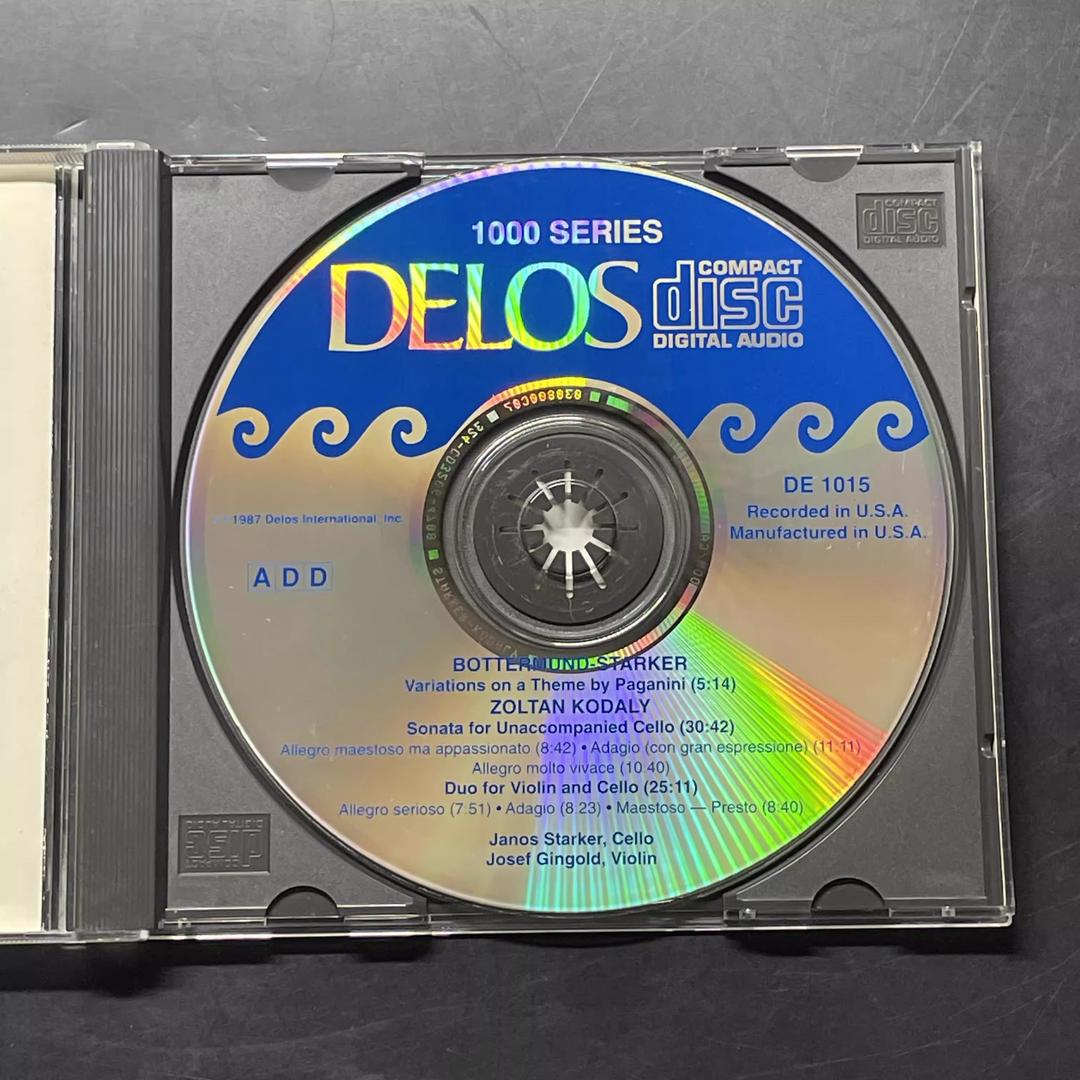 1000 SERIES
DELOS
COMPACT
disc
DIGITAL AUDIO
COMPACT
disc
DIGITAL AUDIO
DE 1015
Recorded in U.S.A.
Manufactured in U.S.A.
1987 Delos International, Inc.
A D D
BOTTERMUND-STARKER
Variations on a Theme by Paganini (5:14)
ZOLTAN KODALY
Sonata for Unaccompanied Cello (30:42)
Allegro maestoso ma appassionato (8:42) • Adagio (con gran espressione) (11:11)
Allegro molto vivace (10:40)
Duo for Violin and Cello (25:11)
Allegro serioso (7:51) • Adagio (8:23) • Maestoso — Presto (8:40)
Janos Starker, Cello
Josef Gingold, Violin